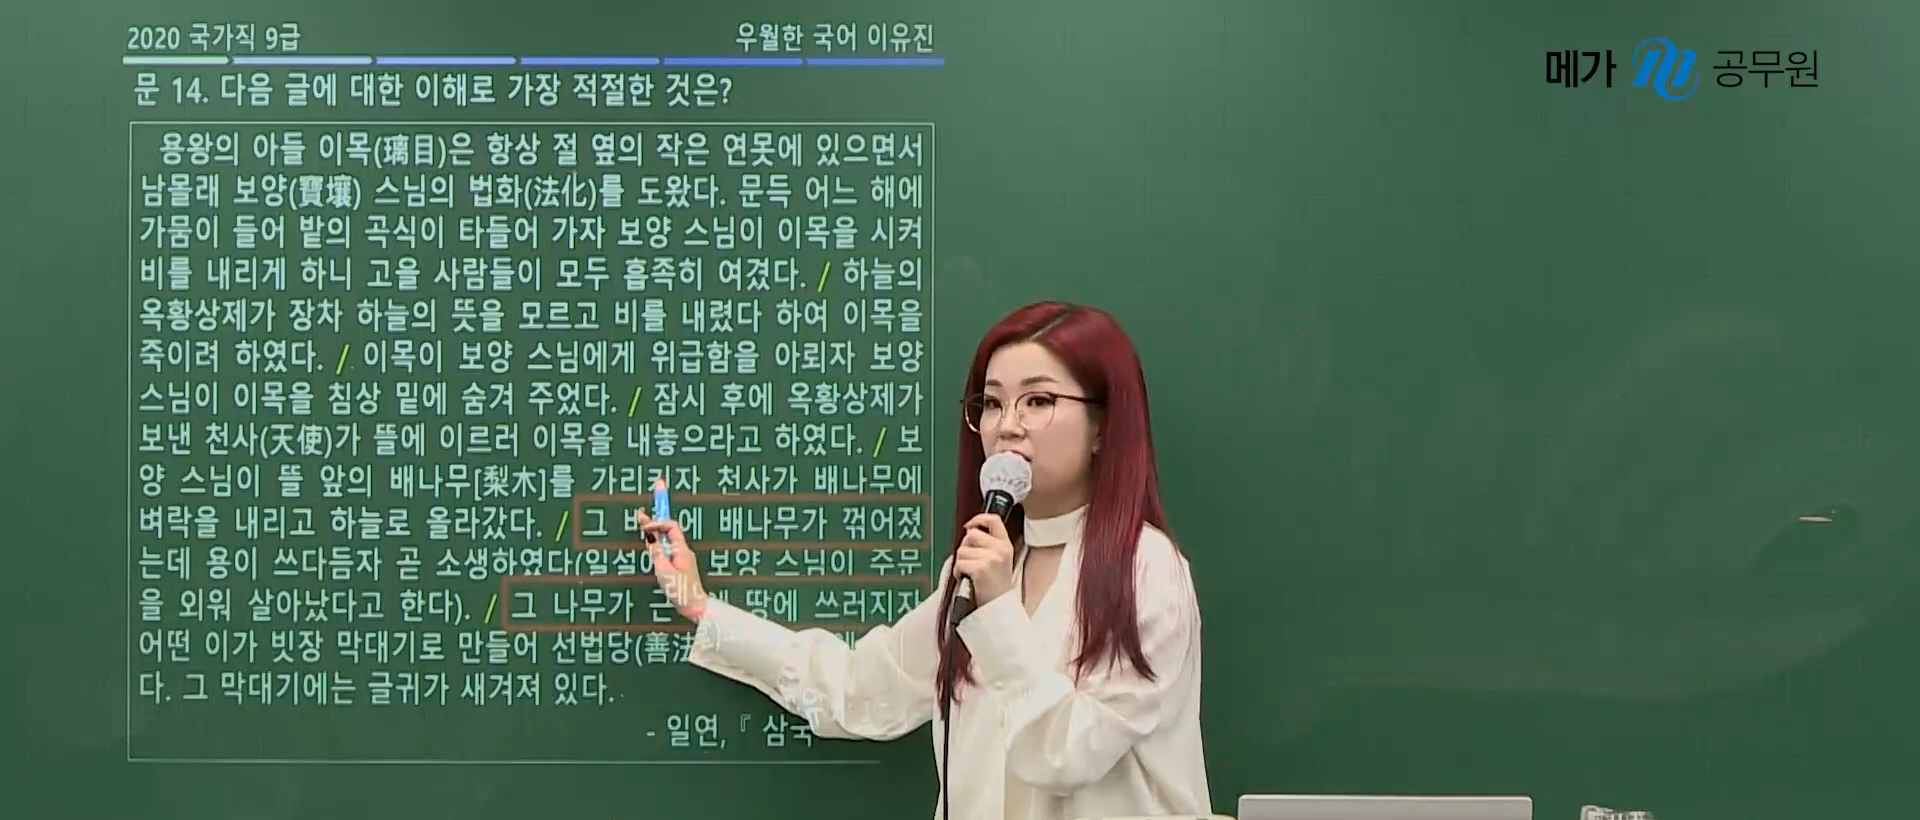 2020 국가직 9급
우월한 국어 이유진
메가 공무원
문 14. 다음 글에 대한 이해로 가장 적절한 것은?
용왕의 아들 이목(璃目)은 항상 절 옆의 작은 연못에 있으면서
남몰래 보양(寶壤) 스님의 법화(法化)를 도왔다. 문득 어느 해에
가뭄이 들어 밭의 곡식이 타들어 가자 보양 스님이 이목을 시켜
비를 내리게 하니 고을 사람들이 모두 흡족히 여겼다. / 하늘의
옥황상제가 장차 하늘의 뜻을 모르고 비를 내렸다 하여 이목을
죽이려 하였다. / 이목이 보양 스님에게 위급함을 아뢰자 보양
스님이 이목을 침상 밑에 숨겨 주었다. / 잠시 후에 옥황상제가
보낸 천사(天使)가 뜰에 이르러 이목을 내놓으라고 하였다. / 보
양 스님이 뜰 앞의 배나무[梨木]를 가리키자 천사가 배나무에
벼락을 내리고 하늘로 올라갔다. / 그 배나무가 꺾어졌
는데 용이 쓰다듬자 곧 소생하였다(일설에 보양 스님이 주문
을 외워 살아났다고 한다). / 그 나무가 땅에 쓰러지자
어떤 이가 빗장 막대기로 만들어 선법당(善法
다. 그 막대기에는 글귀가 새겨져 있다.
- 일연, 『 삼국